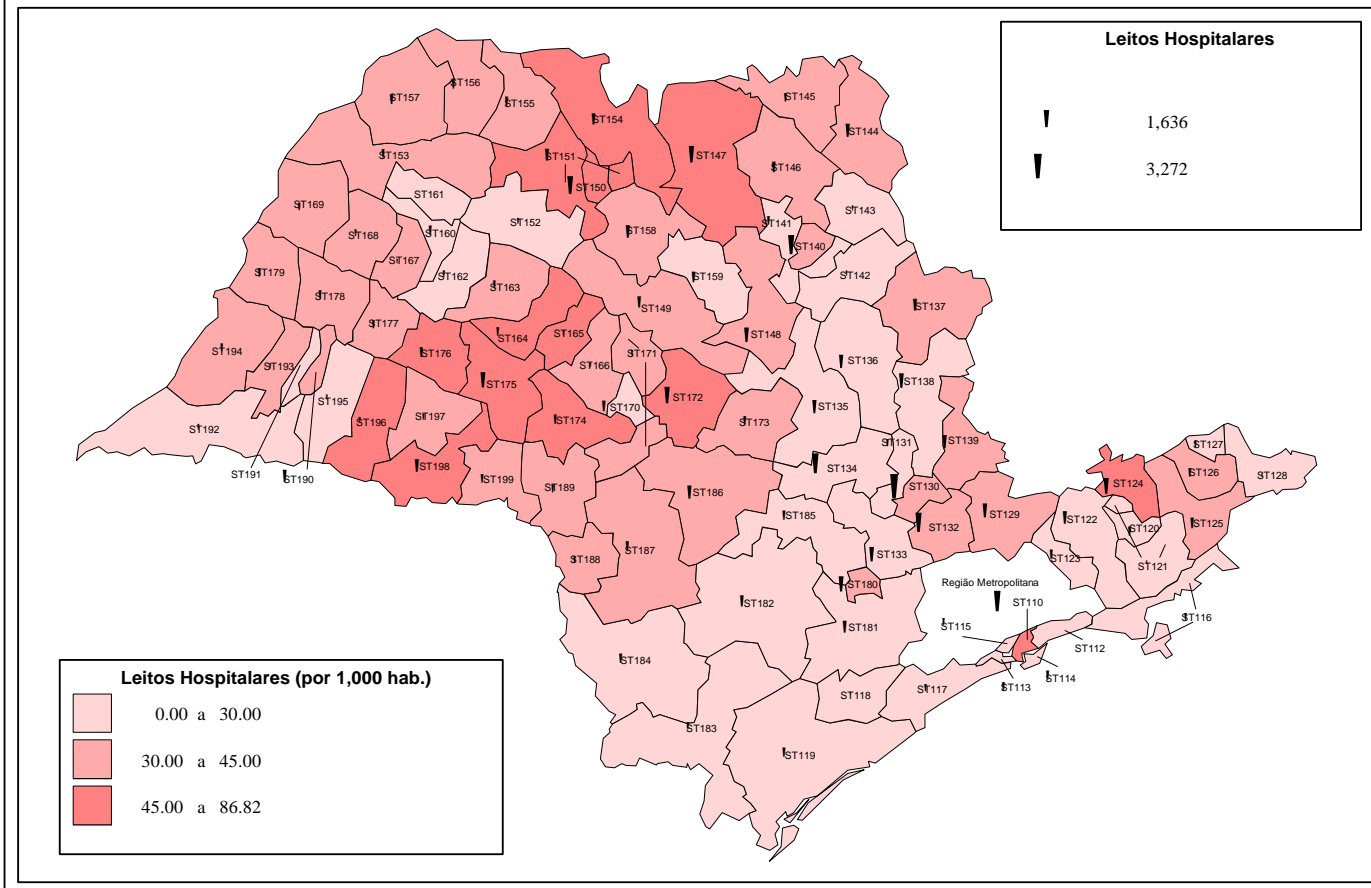 Leitos Hospitalares
1,636
3,272
ST156
ST157
ST155
ST145
ST154
ST144
ST153
ST151
ST147
ST146
ST150
ST161
ST169
ST152
ST141
ST143
ST168
ST160
ST158
ST140
ST167
ST179
ST162
ST159
ST142
ST178
ST163
ST149
ST137
ST177
ST164
ST165
ST148
ST194
ST176
ST171
ST136
ST193
ST166
ST138
ST175
ST195
ST172
ST192
ST196
ST197
ST174
ST170
ST173
ST135
ST131
ST139
ST127
ST191
ST190
ST198
ST199
ST189
ST186
ST134
ST130
ST124
ST126
ST128
ST185
ST132
ST129
ST122
ST120
ST125
ST188
ST187
ST133
ST123
ST121
ST180
Região Metropolitana
ST182
ST110
ST115
ST116
ST181
ST112
ST184
ST113
ST114
ST118
ST117
ST183
ST119
Leitos Hospitalares (por 1,000 hab.)
0.00 a 30.00
30.00 a 45.00
45.00 a 86.82